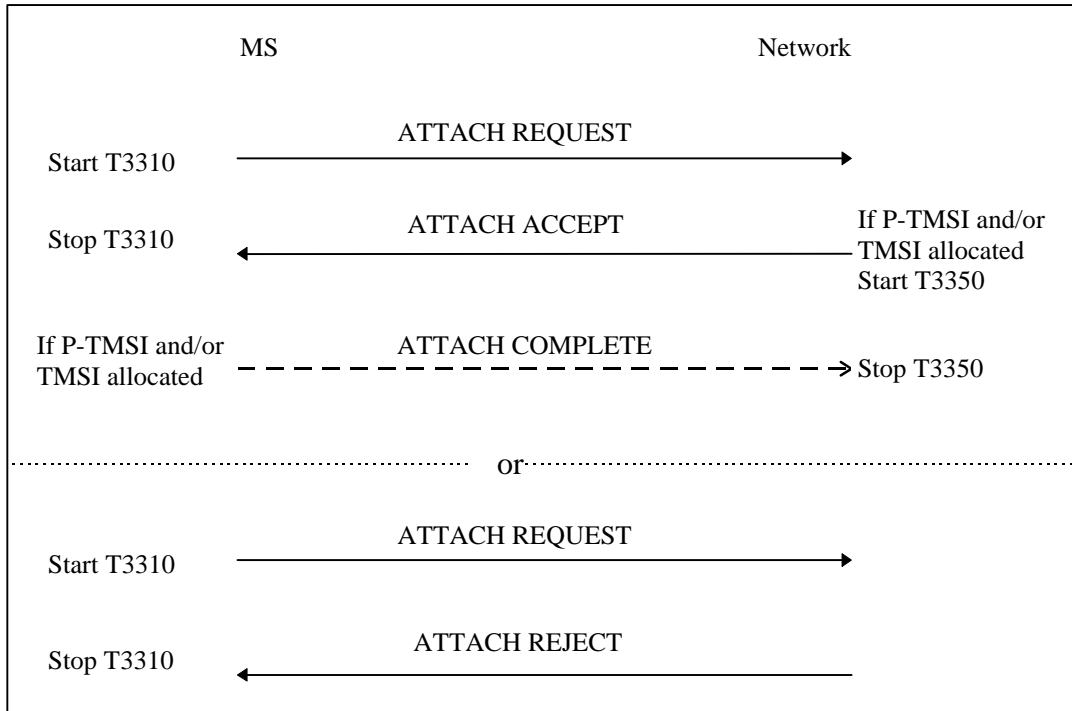 MS Network
ATTACH REQUEST
Start T3310
ATTACH ACCEPT
Stop T3310
If P-TMSI and/or
TMSI allocated
Start T3350
If P-TMSI and/or
TMSI allocated
ATTACH COMPLETE
Stop T3350
or
ATTACH REQUEST
Start T3310
ATTACH REJECT
Stop T3310